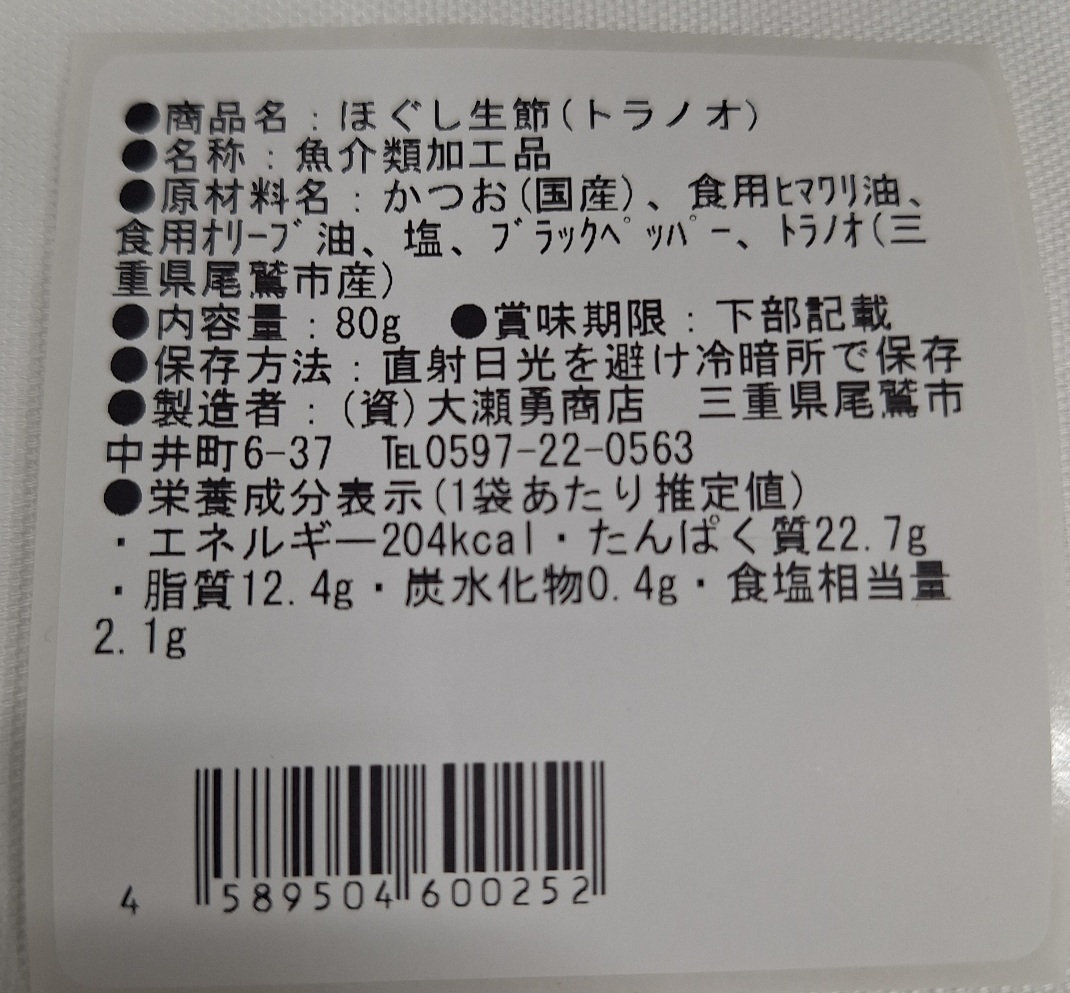 ●商品名:ほぐし生節(トラノオ)
●名称:魚介類加工品
●原材料名:かつお(国産)、食用ﾋﾏﾜﾘ油、
食用ｵﾘｰﾌﾞ油、塩、ﾌﾞﾗｯｸﾍﾟｯﾊﾟｰ、ﾄﾗﾉｵ(三
重県尾鷲市産)
●内容量:80g ●賞味期限:下部記載
●保存方法:直射日光を避け冷暗所で保存
●製造者:(資)大瀬勇商店 三重県尾鷲市
中井町6-37 ℡0597-22-0563
●栄養成分表示(1袋あたり推定値)
・エネルギー204kcal・たんぱく質22.7g
・脂質12.4g・炭水化物0.4g・食塩相当量
2.1g
4 589504 600252